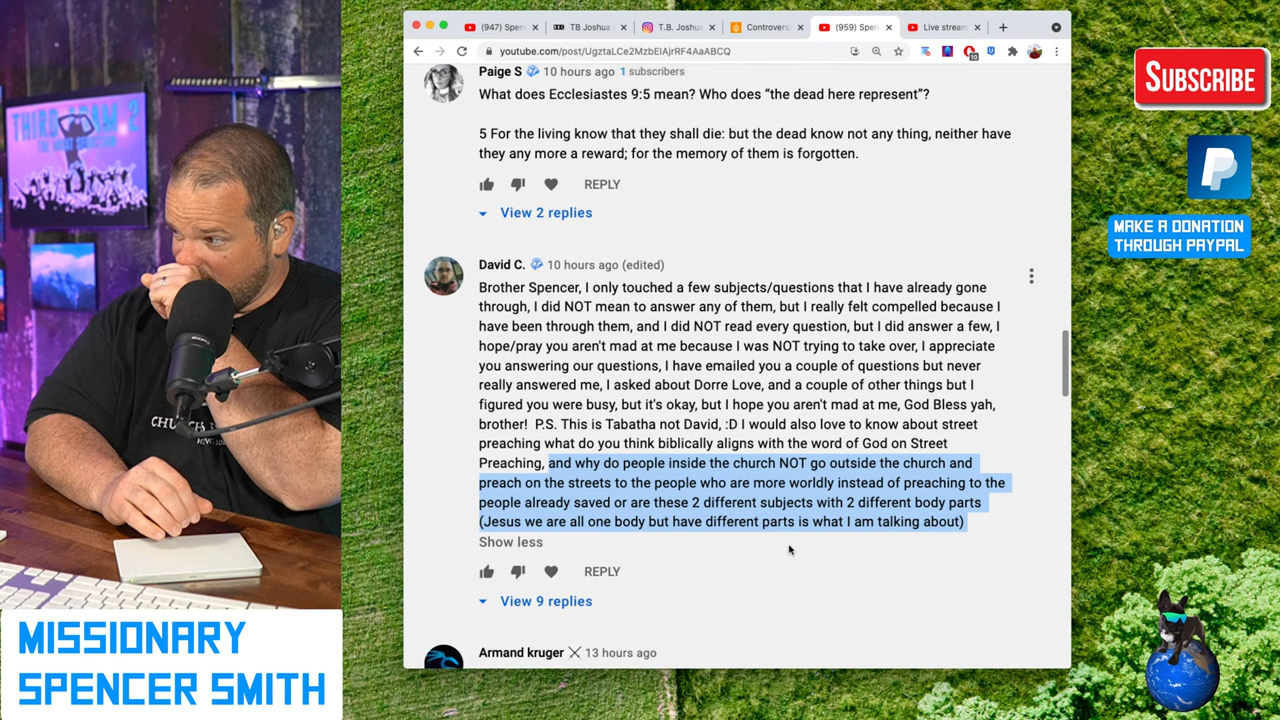 (947) Spen
TB Joshua
T.B. Joshu
Controvers
(959) Spen
Live stream
youtube.com/post/UgztaLCe2MzbEIAjrRF4AaABCQ
Paige S 10 hours ago 1 subscribers
What does Ecclesiastes 9:5 mean? Who does “the dead here represent”?
5 For the living know that they shall die: but the dead know not any thing, neither have
they any more a reward; for the memory of them is forgotten.
REPLY
View 2 replies
David C. 10 hours ago (edited)
Brother Spencer, I only touched a few subjects/questions that I have already gone
through, I did NOT mean to answer any of them, but I really felt compelled because I
have been through them, and I did NOT read every question, but I did answer a few, I
hope/pray you aren't mad at me because I was NOT trying to take over, I appreciate
you answering our questions, I have emailed you a couple of questions but never
really answered me, I asked about Dorre Love, and a couple of other things but I
figured you were busy, but it's okay, but I hope you aren't mad at me, God Bless yah,
brother! P.S. This is Tabatha not David, :D I would also love to know about street
preaching what do you think biblically aligns with the word of God on Street
Preaching, and why do people inside the church NOT go outside the church and
preach on the streets to the people who are more worldly instead of preaching to the
people already saved or are these 2 different subjects with 2 different body parts
(Jesus we are all one body but have different parts is what I am talking about)
Show less
REPLY
View 9 replies
Armand kruger 13 hours ago
THIRD ADAM 2
MISSIONARY
SPENCER SMITH
SUBSCRIBE
MAKE A DONATION
THROUGH PAYPAL